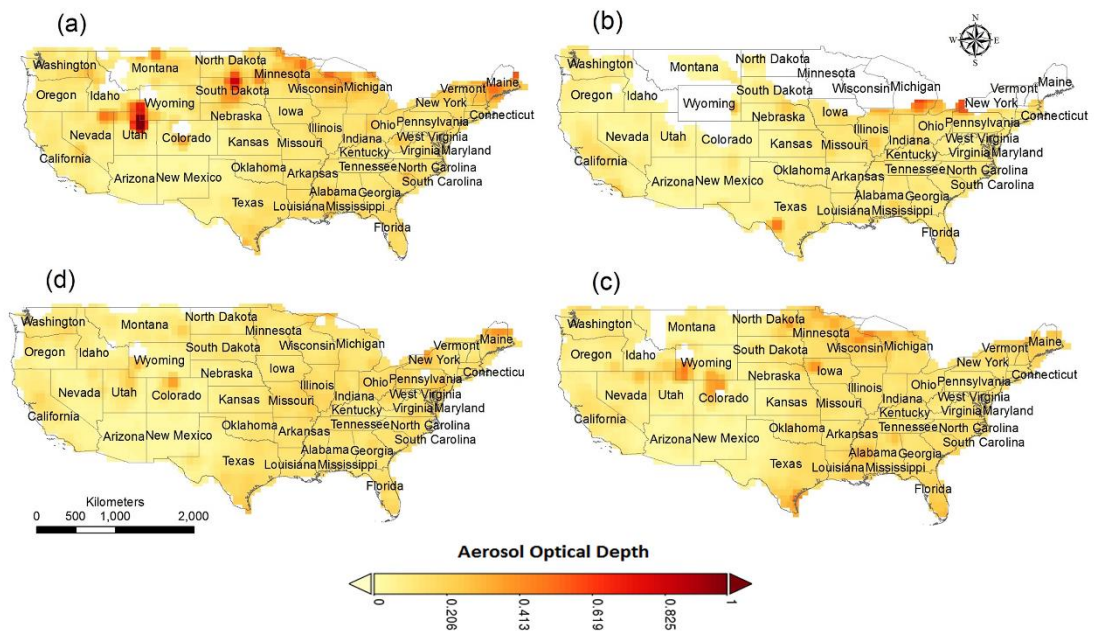 (a)
Washington
Montana
North Dakota
Minnesota
Oregon
Idaho
Wyoming
South Dakota
Wisconsin
Michigan
Vermont
Maine
New York
Connecticut
Nevada
Utah
Colorado
Nebraska
Iowa
Illinois
Indiana
Ohio
Pennsylvania
West Virginia
Virginia
Maryland
California
Kansas
Missouri
Kentucky
Tennessee
North Carolina
South Carolina
Arizona
New Mexico
Oklahoma
Arkansas
Alabama
Georgia
Texas
Louisiana
Mississippi
Florida
(b)
N
W
E
S
Washington
Montana
North Dakota
Minnesota
Oregon
Idaho
Wyoming
South Dakota
Wisconsin
Michigan
Vermont
Maine
New York
Connecticut
Nevada
Utah
Colorado
Nebraska
Iowa
Illinois
Indiana
Ohio
Pennsylvania
West Virginia
Virginia
Maryland
California
Kansas
Missouri
Kentucky
Tennessee
North Carolina
South Carolina
Arizona
New Mexico
Oklahoma
Arkansas
Alabama
Georgia
Texas
Louisiana
Mississippi
Florida
(d)
Washington
Montana
North Dakota
Minnesota
Oregon
Idaho
Wyoming
South Dakota
Wisconsin
Michigan
Vermont
Maine
New York
Connecticu
Nevada
Utah
Colorado
Nebraska
Iowa
Illinois
Indiana
Ohio
Pennsylvania
West Virginia
Virginia
Maryland
California
Kansas
Missouri
Kentucky
Tennessee
North Carolina
South Carolina
Arizona
New Mexico
Oklahoma
Arkansas
Alabama
Georgia
Texas
Louisiana
Mississippi
Florida
(c)
Washington
Montana
North Dakota
Minnesota
Oregon
Idaho
Wyoming
South Dakota
Wisconsin
Michigan
Vermont
Maine
New York
Connecticut
Nevada
Utah
Colorado
Nebraska
Iowa
Illinois
Indiana
Ohio
Pennsylvania
West Virginia
Virginia
Maryland
California
Kansas
Missouri
Kentucky
Tennessee
North Carolina
South Carolina
Arizona
New Mexico
Oklahoma
Arkansas
Alabama
Georgia
Texas
Louisiana
Mississippi
Florida
Kilometers
0 500 1,000 2,000
Aerosol Optical Depth
0 0.206 0.413 0.619 0.825 1